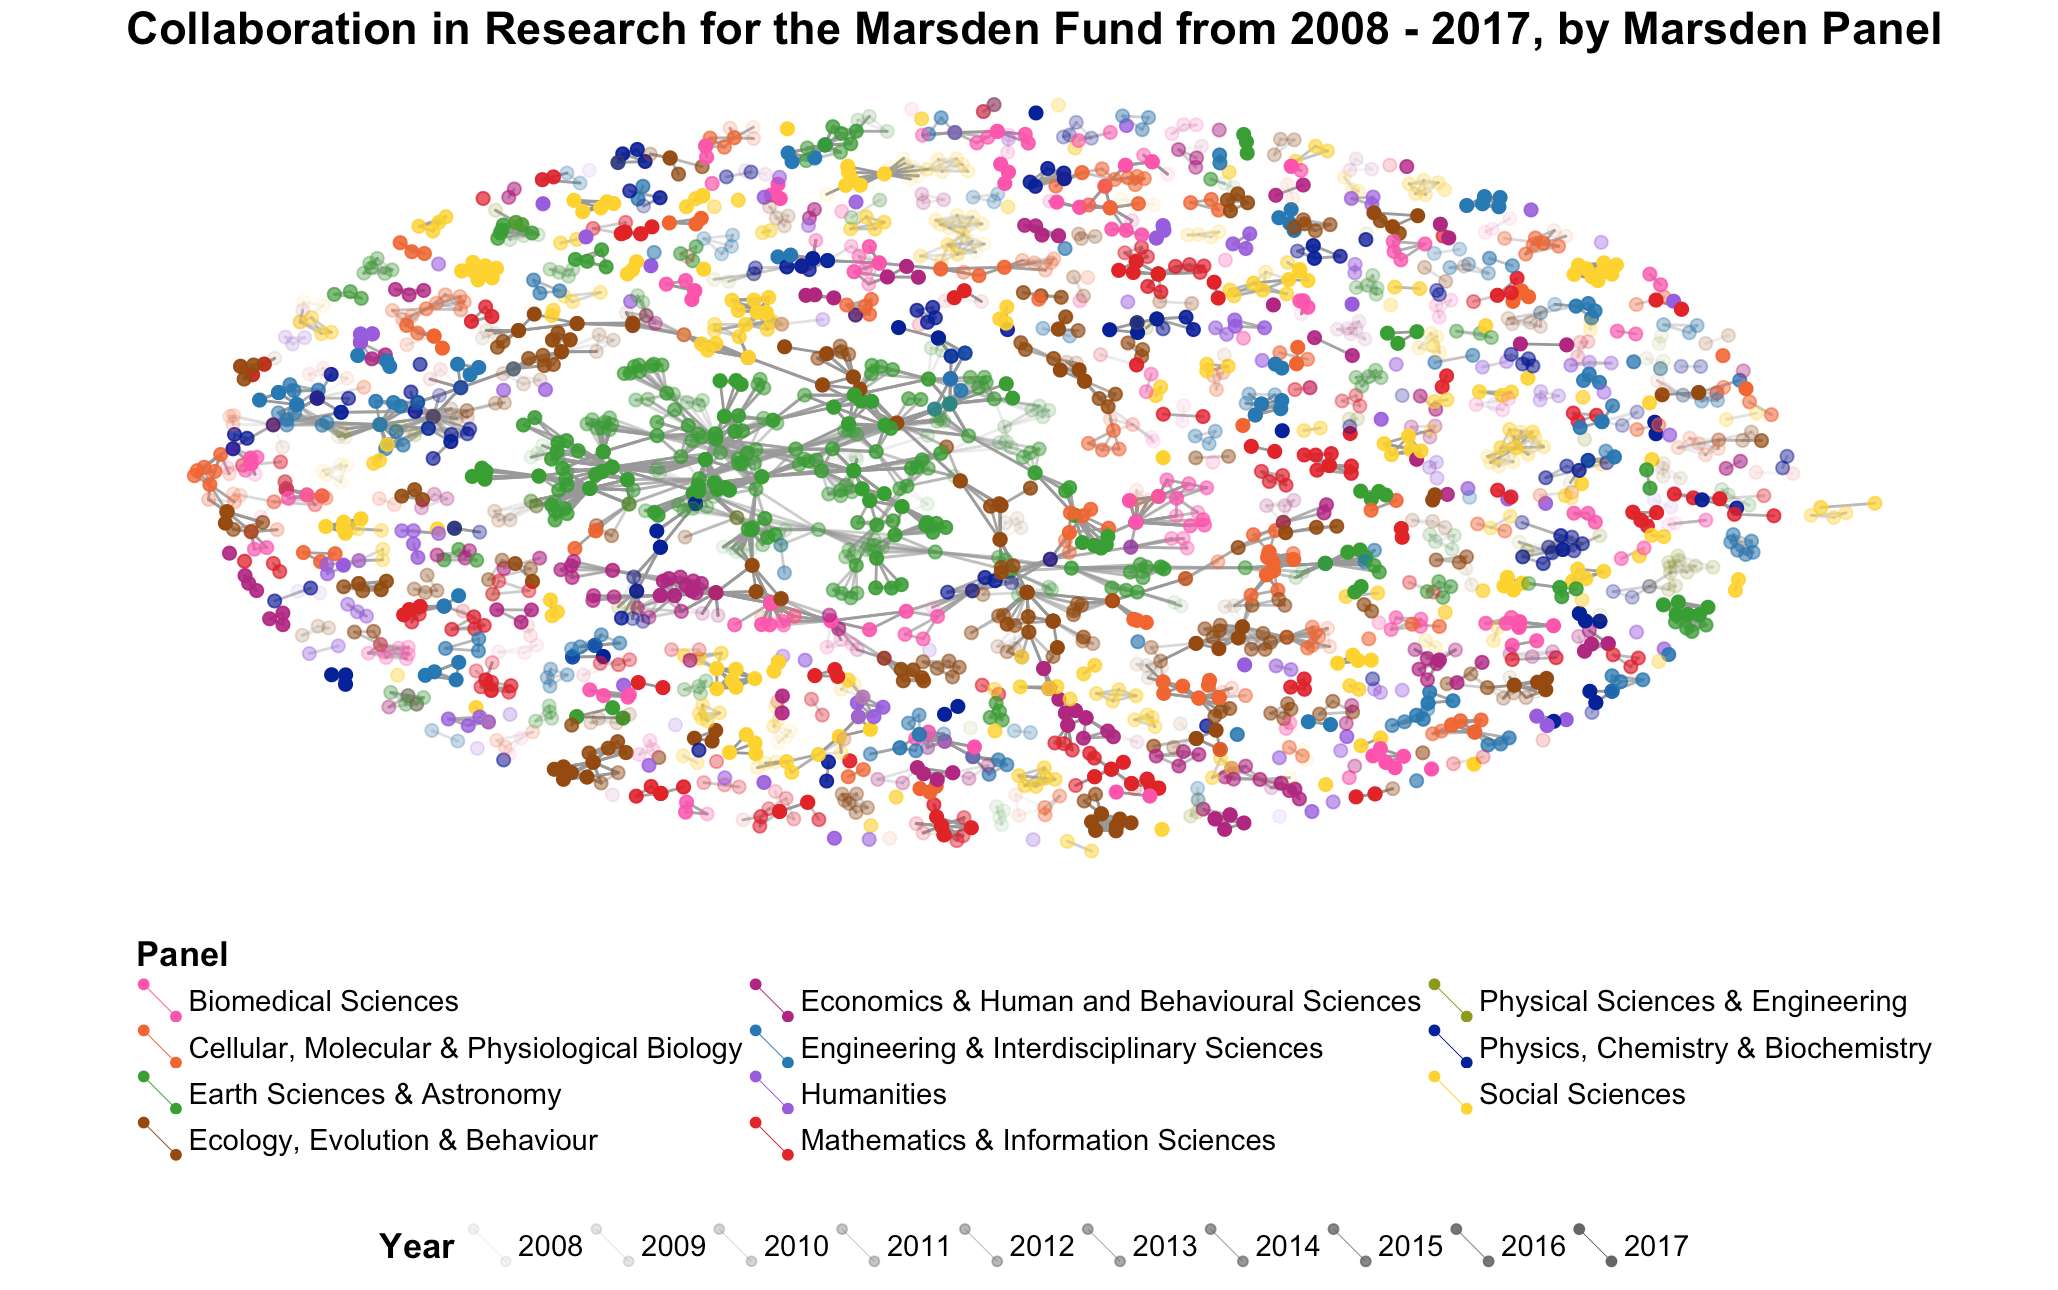 Collaboration in Research for the Marsden Fund from 2008 - 2017, by Marsden Panel
Panel
Biomedical Sciences
Cellular, Molecular & Physiological Biology
Earth Sciences & Astronomy
Ecology, Evolution & Behaviour
Economics & Human and Behavioural Sciences
Engineering & Interdisciplinary Sciences
Humanities
Mathematics & Information Sciences
Physical Sciences & Engineering
Physics, Chemistry & Biochemistry
Social Sciences
Year 2008 2009 2010 2011 2012 2013 2014 2015 2016 2017